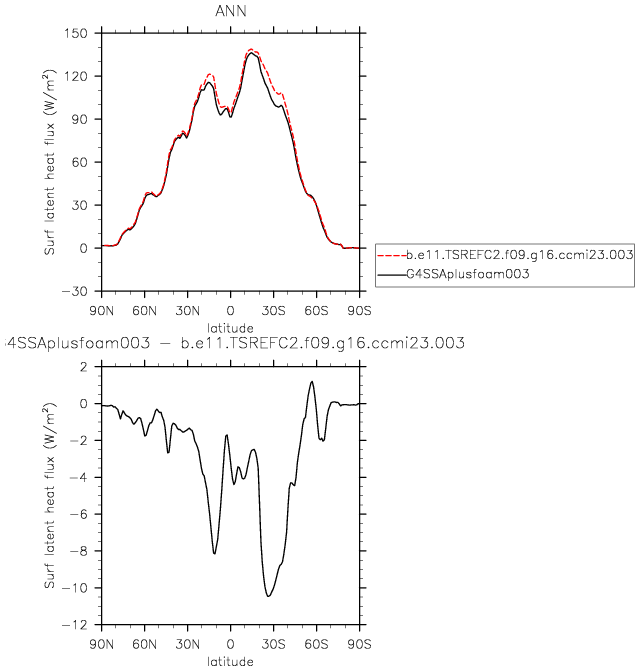 ANN
150
120
90
60
30
0
−30
Surf latent heat flux (W/m²)
90N 60N 30N 0 30S 60S 90S
latitude
b.e11.TSREFC2.f09.g16.ccmi23.003
G4SSAplusfoam003
G4SSAplusfoam003 − b.e11.TSREFC2.f09.g16.ccmi23.003
2
0
−2
−4
−6
−8
−10
−12
Surf latent heat flux (W/m²)
90N 60N 30N 0 30S 60S 90S
latitude